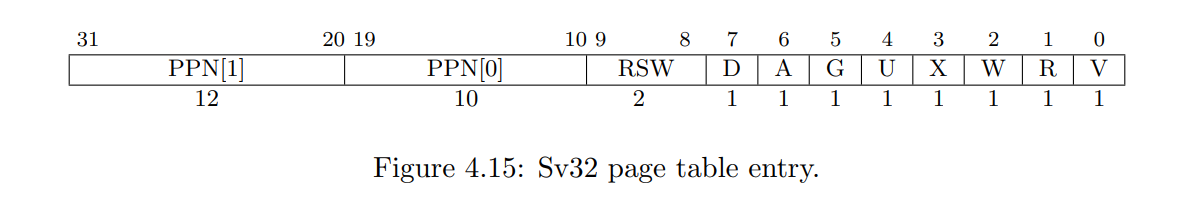 31 20 19 10 9 8 7 6 5 4 3 2 1 0
PPN[1] PPN[0] RSW D A G U X W R V
12 10 2 1 1 1 1 1 1 1 1
Figure 4.15: Sv32 page table entry.